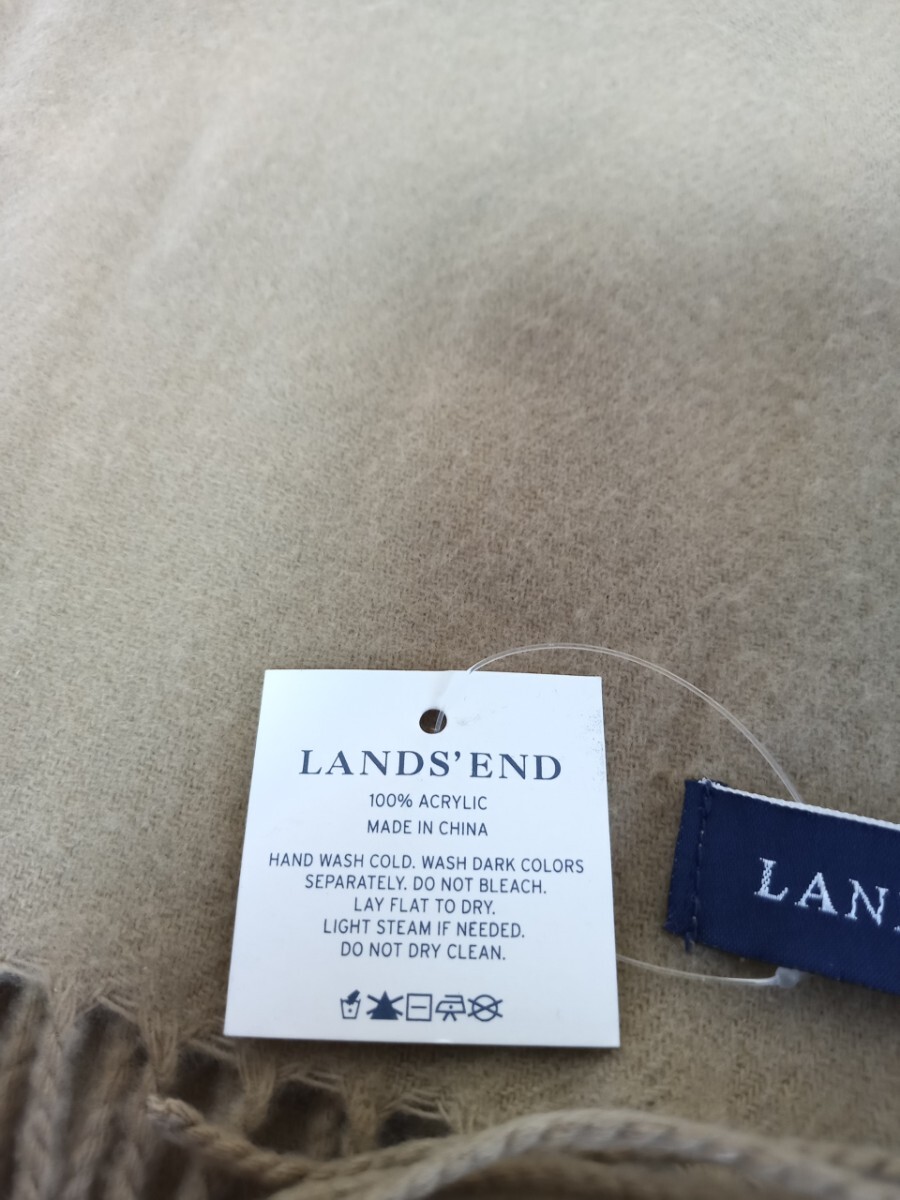 LANDS'END
100% ACRYLIC
MADE IN CHINA
HAND WASH COLD. WASH DARK COLORS
SEPARATELY. DO NOT BLEACH.
LAY FLAT TO DRY.
LIGHT STEAM IF NEEDED.
DO NOT DRY CLEAN.
LAN